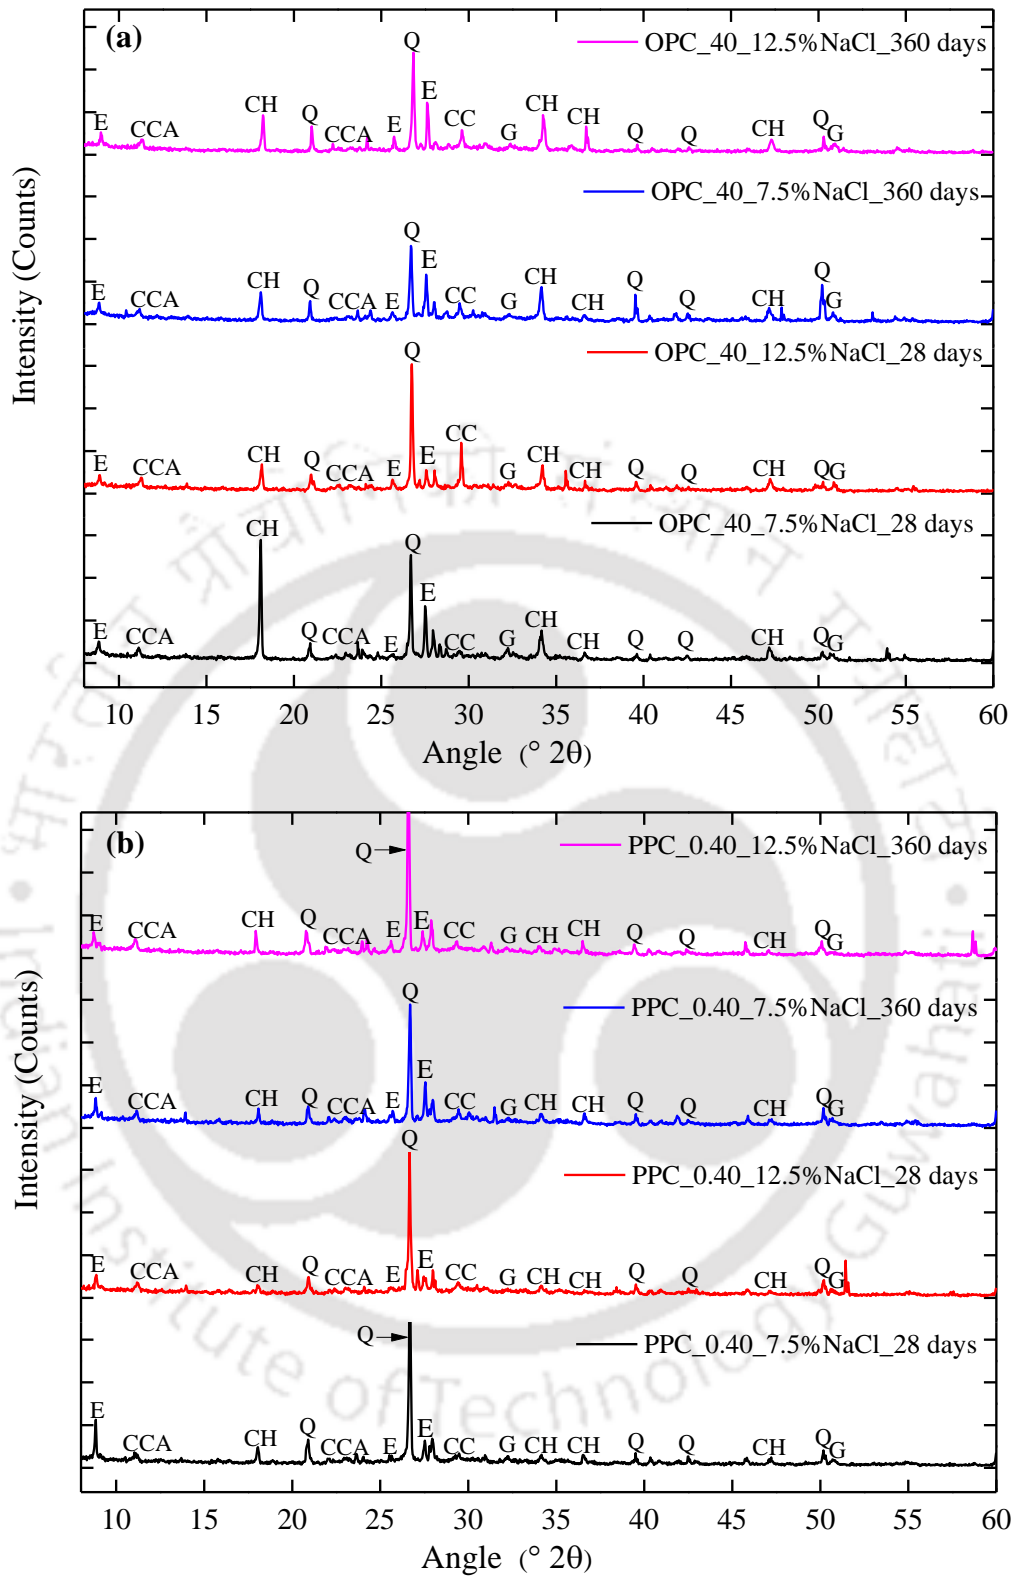 (a)
OPC_40_12.5%NaCl_360 days
E CCA CH Q CCA E Q E CC G CH CH Q Q CH Q G
OPC_40_7.5%NaCl_360 days
E CCA CH Q CCA E Q E CC G CH CH Q Q CH Q G
OPC_40_12.5%NaCl_28 days
E CCA CH Q CCA E Q E CC G CH CH Q Q CH Q G
OPC_40_7.5%NaCl_28 days
E CCA CH Q CCA E Q E CC G CH CH Q Q CH Q G
Intensity (Counts)
10 15 20 25 30 35 40 45 50 55 60
Angle (° 2θ)
(b)
PPC_0.40_12.5%NaCl_360 days
E CCA CH Q CCA E Q E CC G CH CH Q Q CH Q G
PPC_0.40_7.5%NaCl_360 days
E CCA CH Q CCA E Q E CC G CH CH Q Q CH Q G
PPC_0.40_12.5%NaCl_28 days
E CCA CH Q CCA E Q E CC G CH CH Q Q CH Q G
PPC_0.40_7.5%NaCl_28 days
E CCA CH Q CCA E Q E CC G CH CH Q Q CH Q G
Intensity (Counts)
10 15 20 25 30 35 40 45 50 55 60
Angle (° 2θ)
Indian Institute of Technology Guwahati